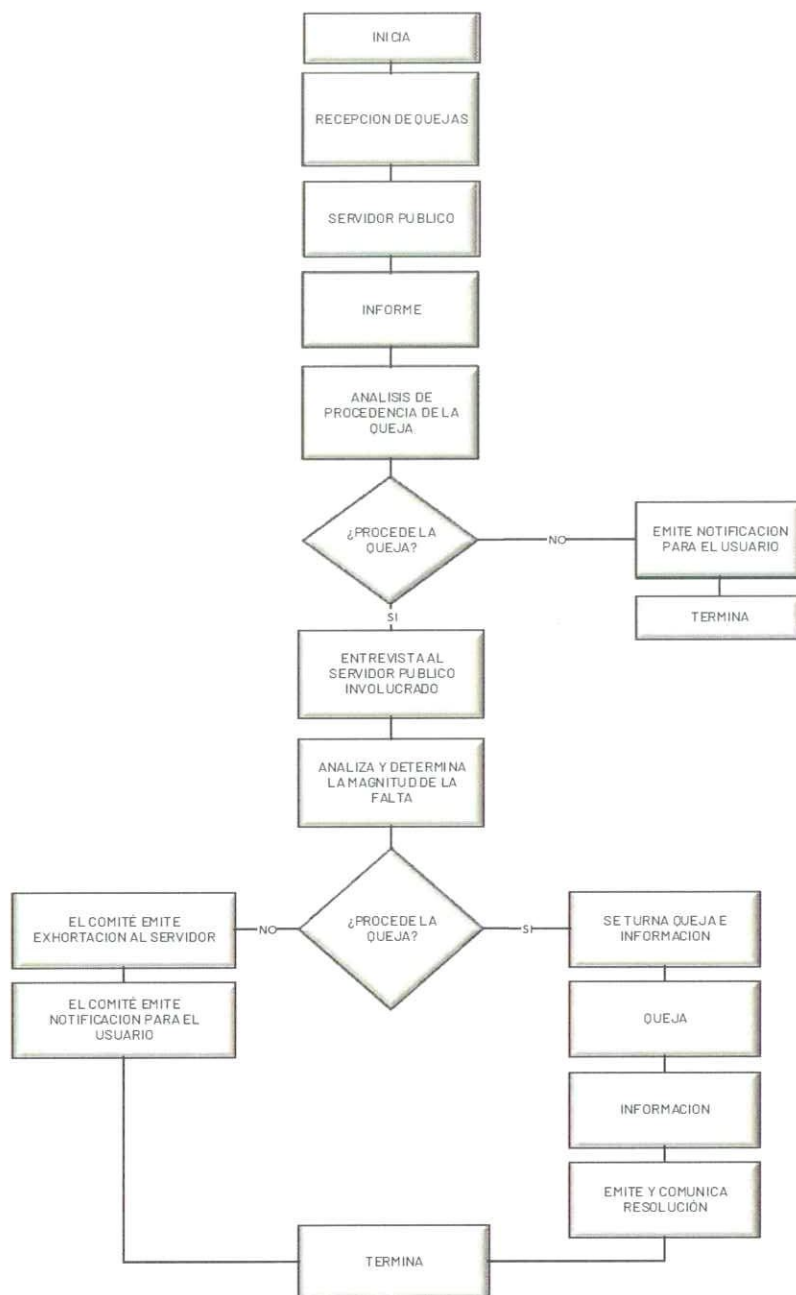 INICIA
RECEPCION DE QUEJAS
SERVIDOR PUBLICO
INFORME
ANALISIS DE
PROCEDENCIA DE LA
QUEJA
¿PROCEDE LA
QUEJA?
NO
EMITE NOTIFICACION
PARA EL USUARIO
TERMINA
SI
ENTREVISTA AL
SERVIDOR PUBLICO
INVOLUCRADO
ANALIZA Y DETERMINA
LA MAGNITUD DE LA
FALTA
¿PROCEDE LA
QUEJA?
NO
EL COMITÉ EMITE
EXHORTACION AL SERVIDOR
EL COMITÉ EMITE
NOTIFICACION PARA EL
USUARIO
SI
SE TURNA QUEJA E
INFORMACION
QUEJA
INFORMACION
EMITE Y COMUNICA
RESOLUCIÓN
TERMINA